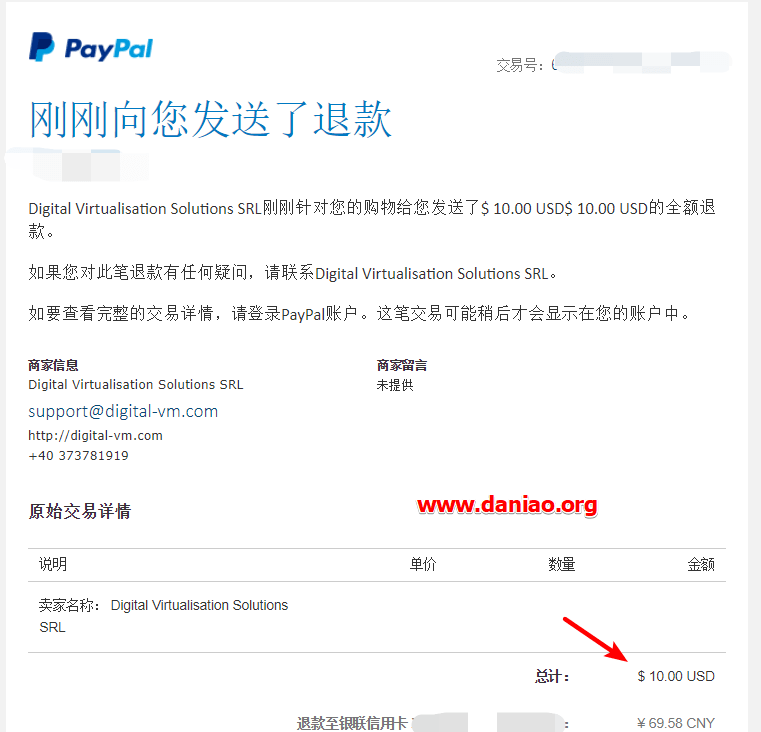 PayPal
交易号：6
刚刚向您发送了退款
Digital Virtualisation Solutions SRL刚刚针对您的购物给您发送了$ 10.00 USD$ 10.00 USD的全额退
款。
如果您对此笔退款有任何疑问，请联系Digital Virtualisation Solutions SRL。
如要查看完整的交易详情，请登录PayPal账户。这笔交易可能稍后才会显示在您的账户中。
商家信息 商家留言
Digital Virtualisation Solutions SRL 未提供
support@digital-vm.com
http://digital-vm.com
+40 373781919
www.daniao.org
原始交易详情
说明 单价 数量 金额
卖家名称： Digital Virtualisation Solutions
SRL
总计： $ 10.00 USD
退款至银联信用卡 ： ¥ 69.58 CNY